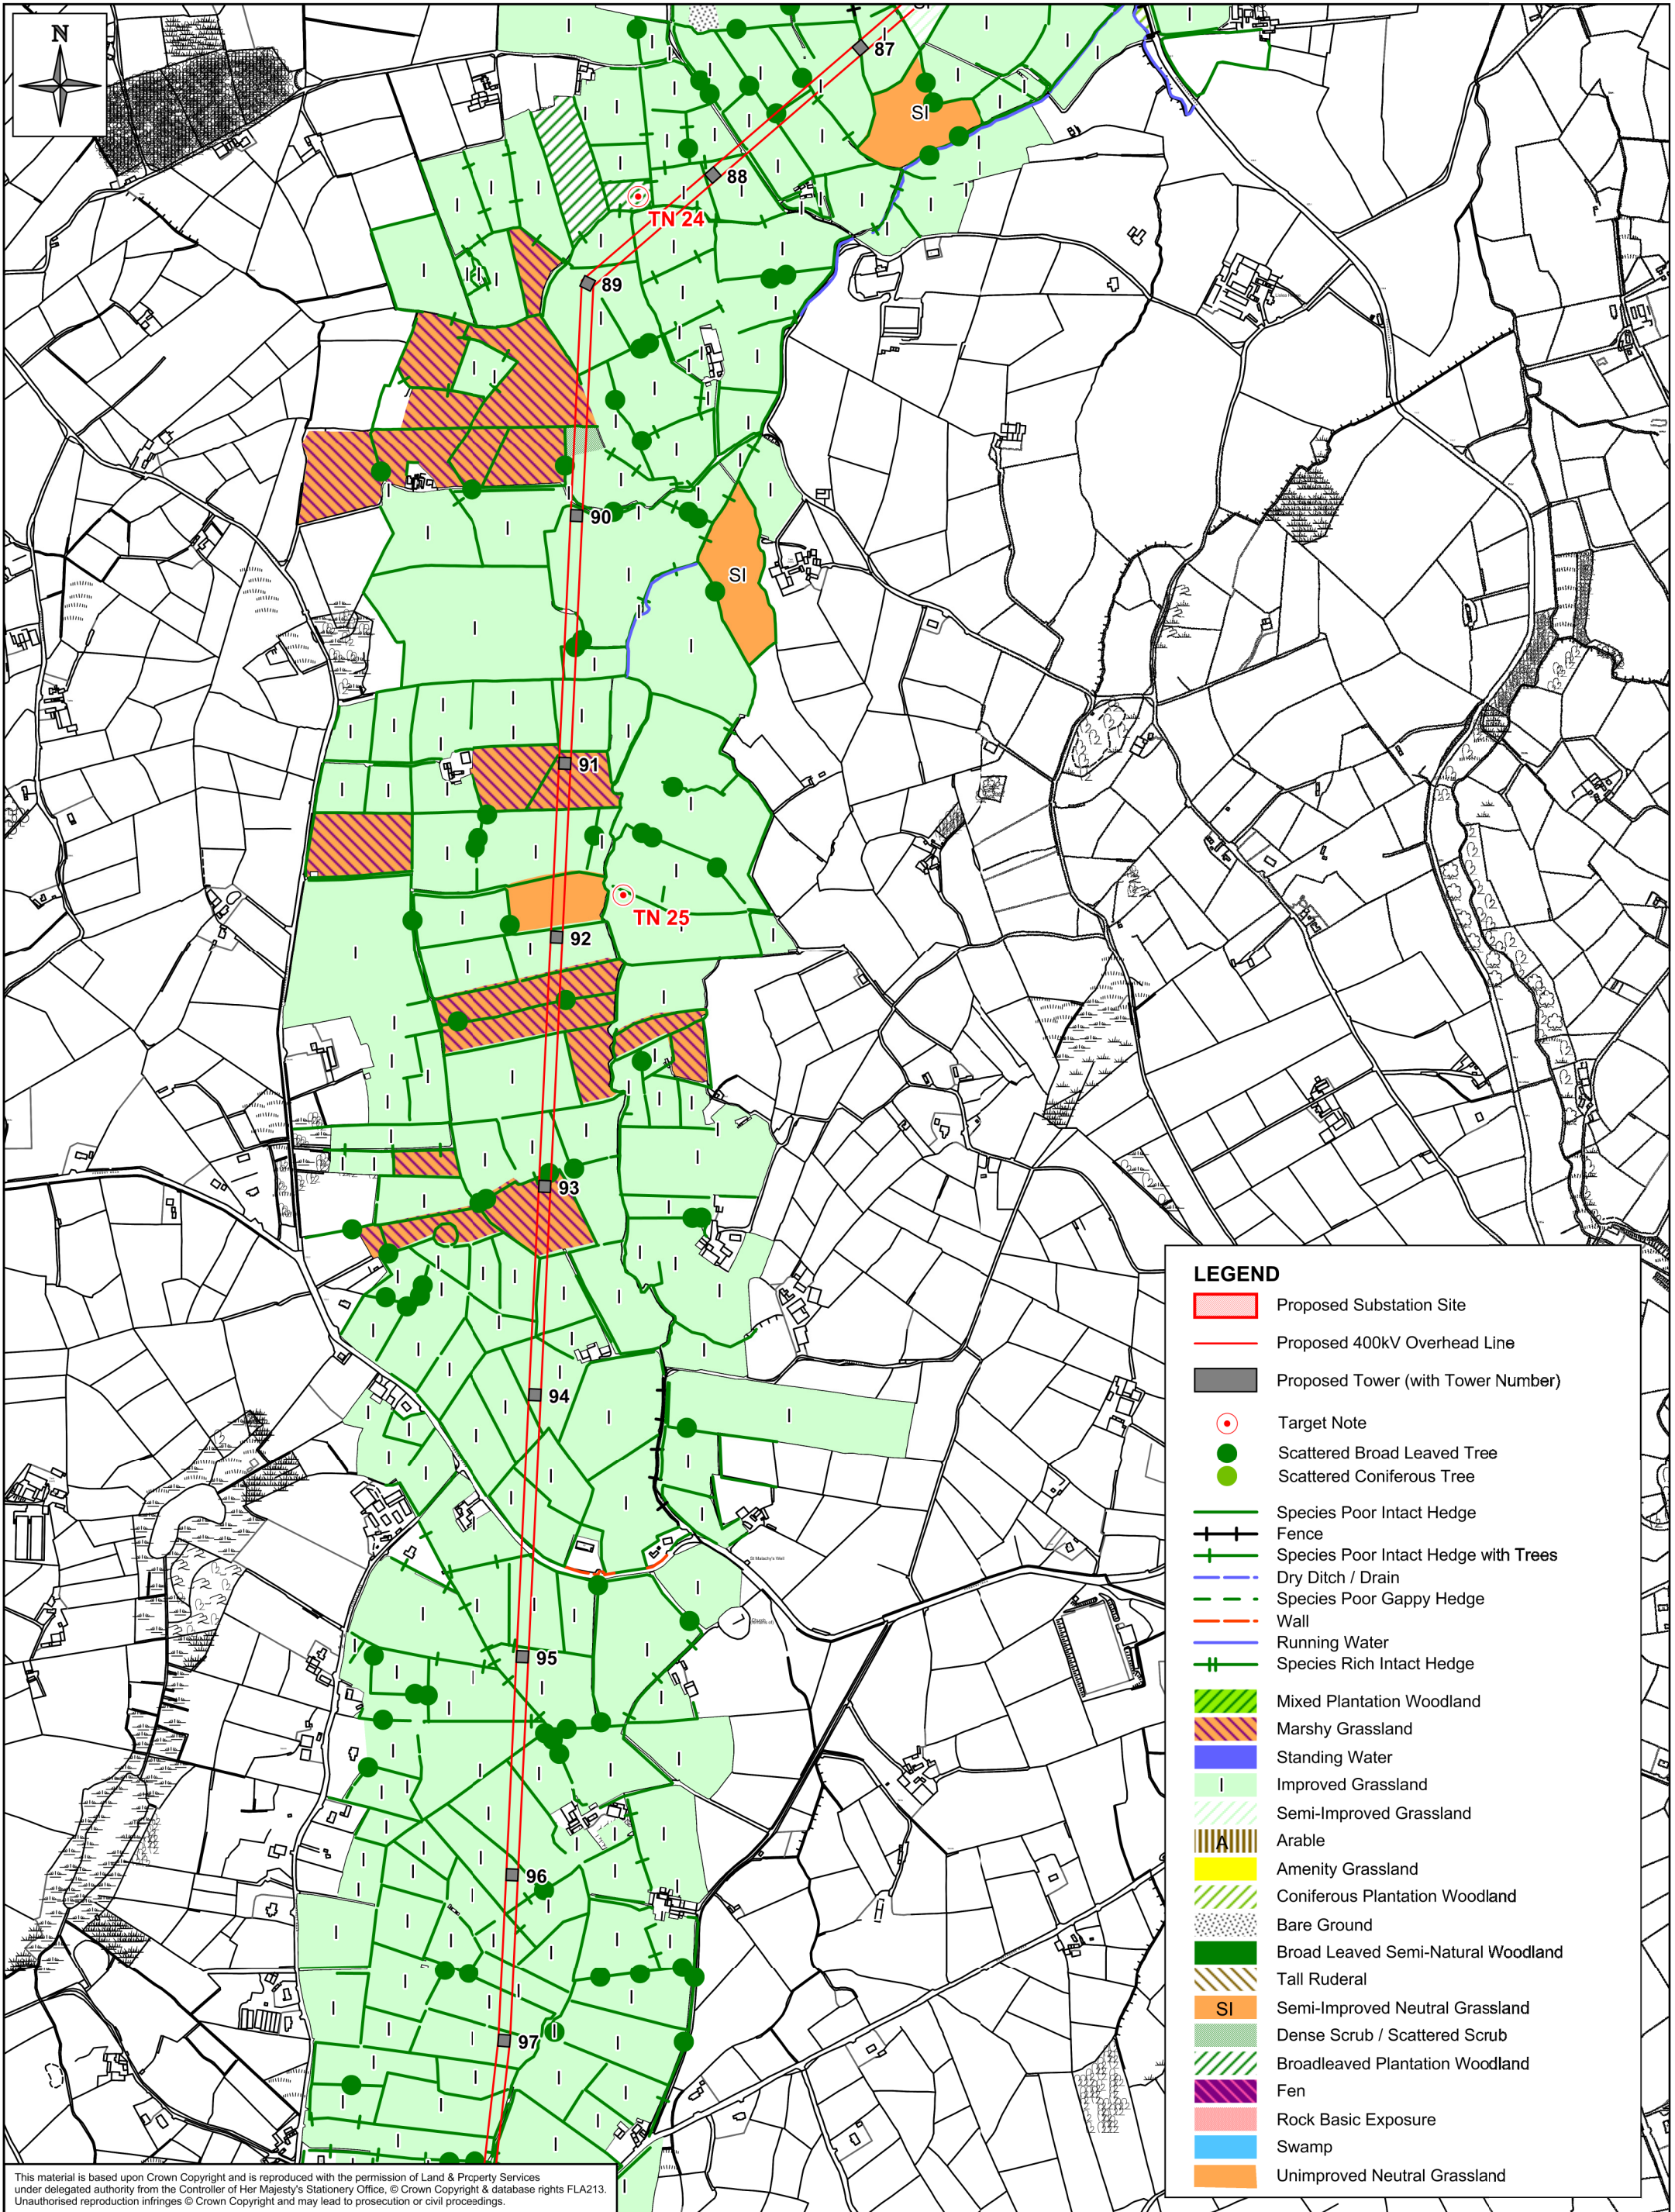 N
SI
87
SI
88
TN 24
89
90
SI
91
TN 25
92
93
94
St Malachy's Well
95
96
97
LEGEND
Proposed Substation Site
Proposed 400kV Overhead Line
Proposed Tower (with Tower Number)
Target Note
Scattered Broad Leaved Tree
Scattered Coniferous Tree
Species Poor Intact Hedge
Fence
Species Poor Intact Hedge with Trees
Dry Ditch / Drain
Species Poor Gappy Hedge
Wall
Running Water
Species Rich Intact Hedge
Mixed Plantation Woodland
Marshy Grassland
Standing Water
I Improved Grassland
Semi-Improved Grassland
A Arable
Amenity Grassland
Coniferous Plantation Woodland
Bare Ground
Broad Leaved Semi-Natural Woodland
Tall Ruderal
SI Semi-Improved Neutral Grassland
Dense Scrub / Scattered Scrub
Broadleaved Plantation Woodland
Fen
Rock Basic Exposure
Swamp
Unimproved Neutral Grassland
This material is based upon Crown Copyright and is reproduced with the permission of Land & Property Services
under delegated authority from the Controller of Her Majesty's Stationery Office, © Crown Copyright & database rights FLA213.
Unauthorised reproduction infringes © Crown Copyright and may lead to prosecution or civil proceedings.